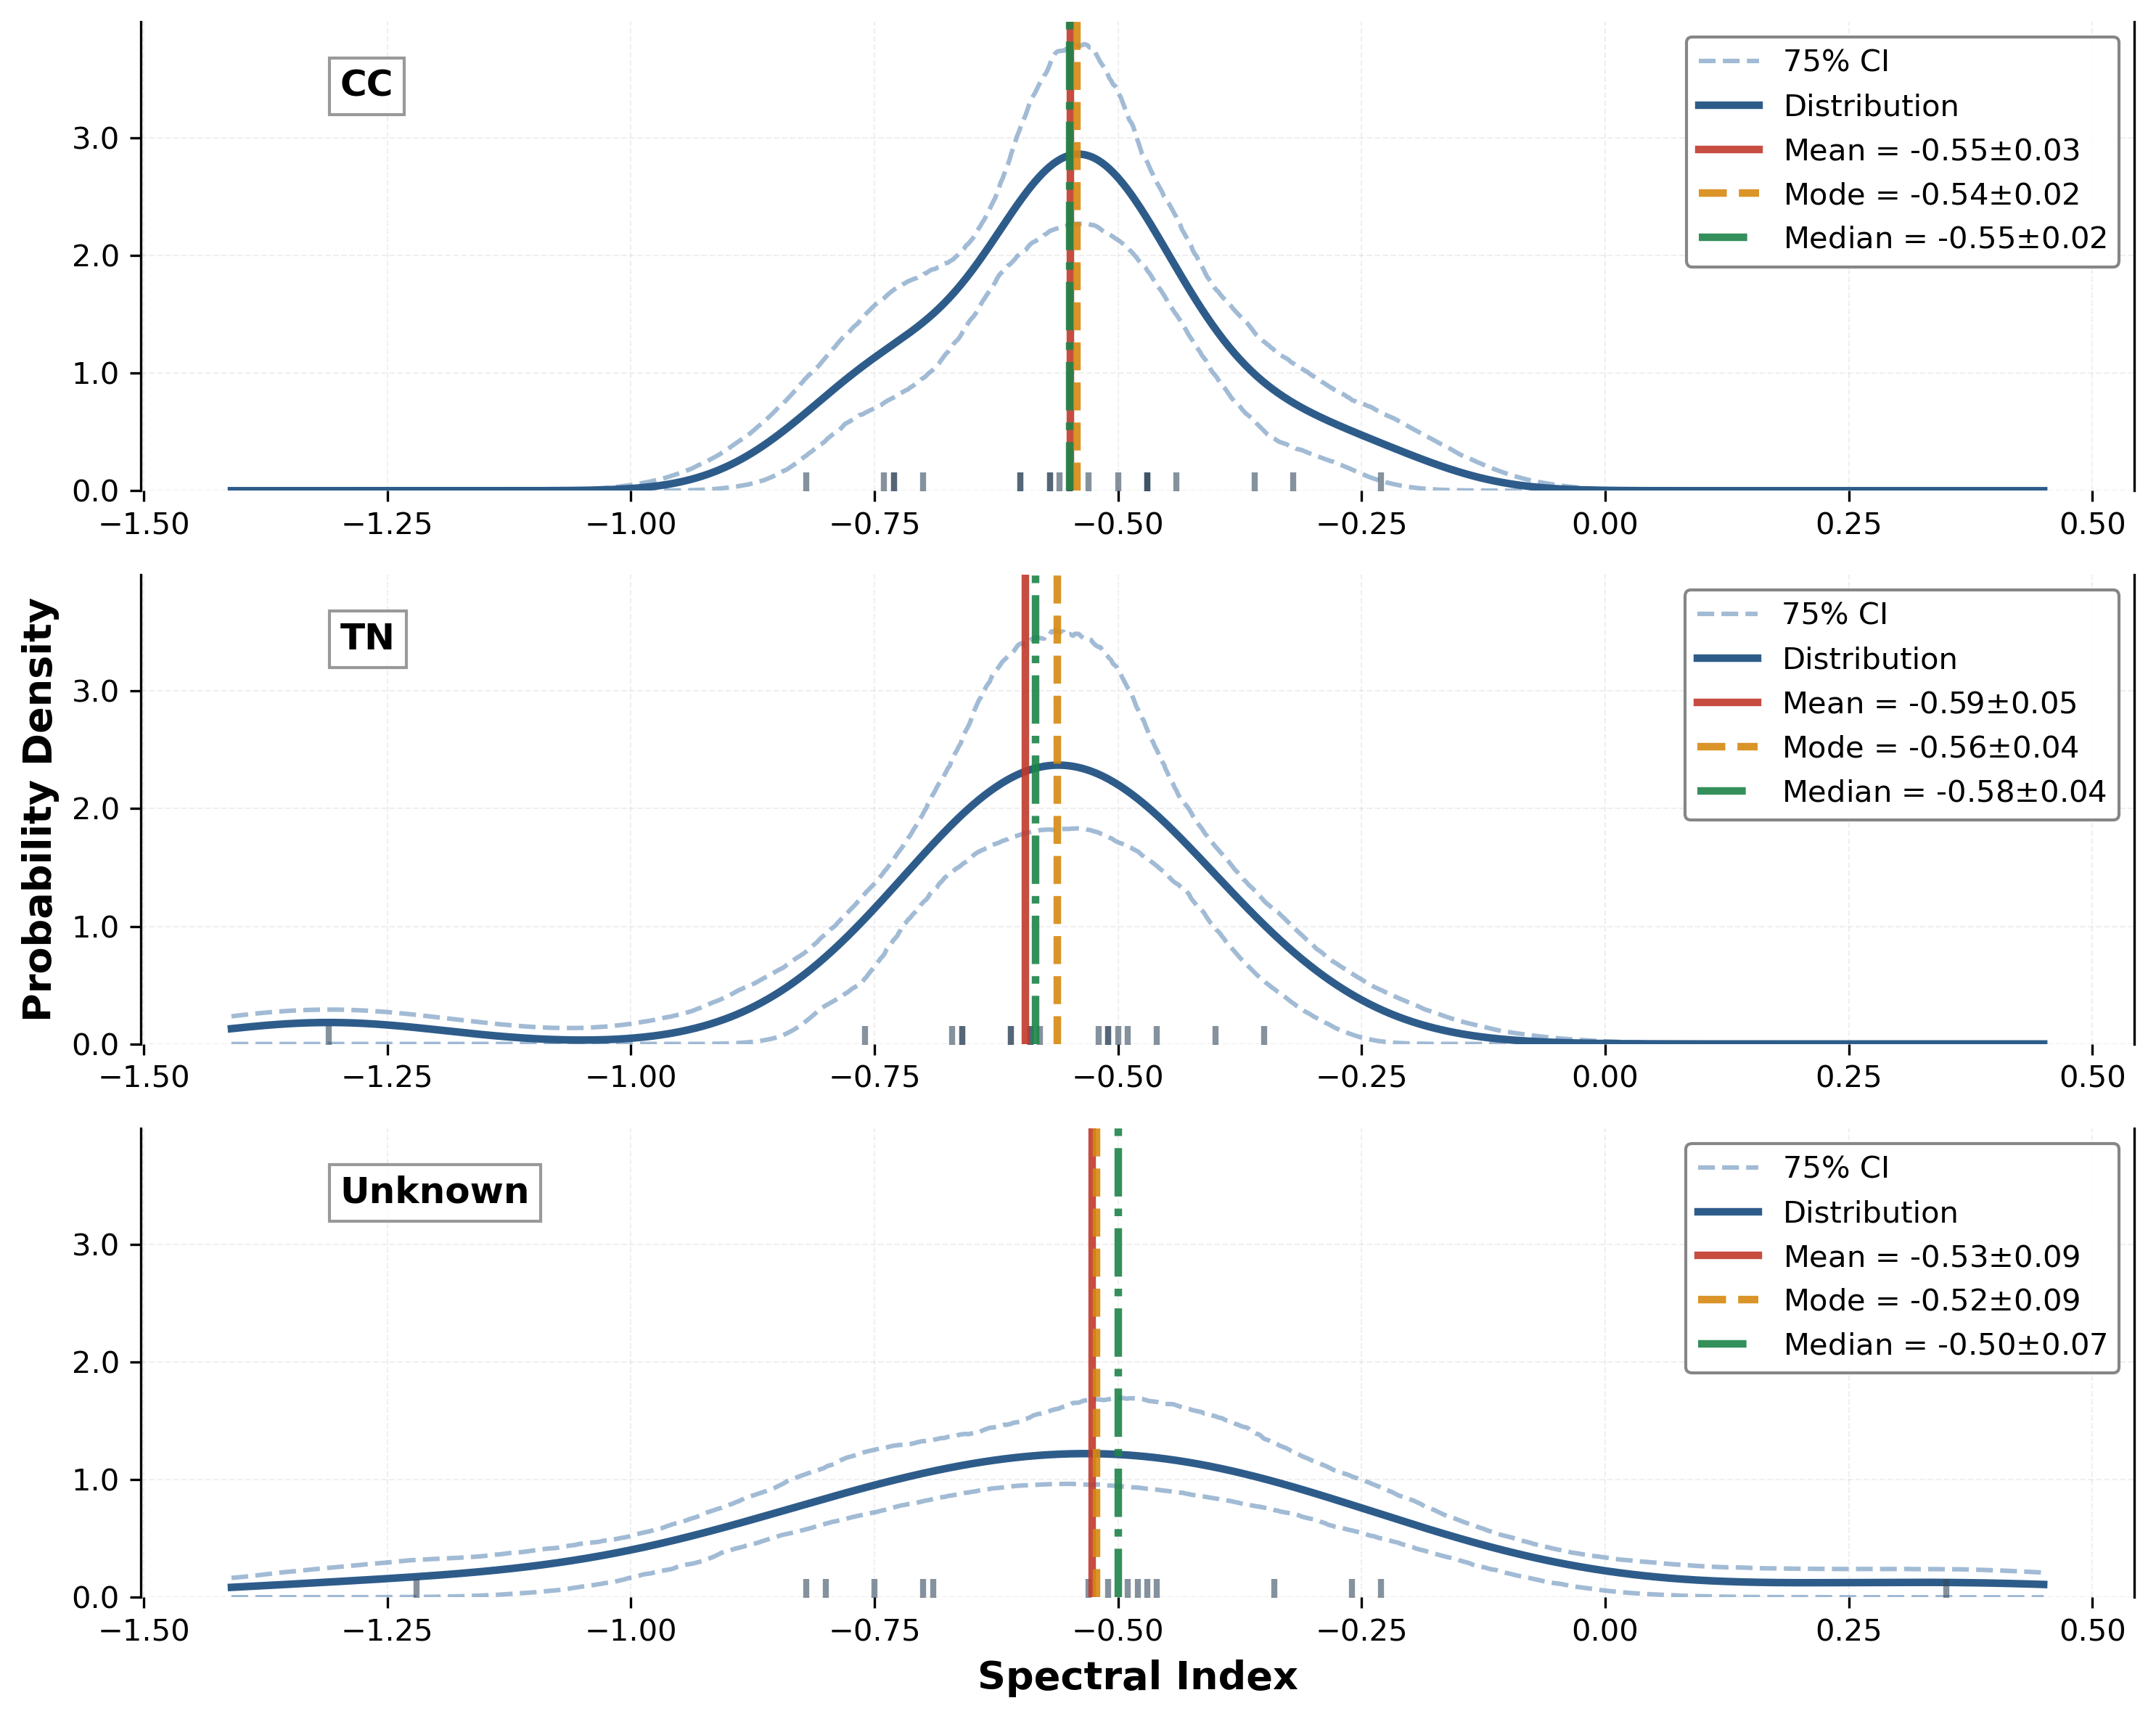 CC
75% CI
Distribution
Mean = -0.55±0.03
Mode = -0.54±0.02
Median = -0.55±0.02
3.0
2.0
1.0
0.0
−1.50 −1.25 −1.00 −0.75 −0.50 −0.25 0.00 0.25 0.50
Probability Density
TN
75% CI
Distribution
Mean = -0.59±0.05
Mode = -0.56±0.04
Median = -0.58±0.04
3.0
2.0
1.0
0.0
−1.50 −1.25 −1.00 −0.75 −0.50 −0.25 0.00 0.25 0.50
Unknown
75% CI
Distribution
Mean = -0.53±0.09
Mode = -0.52±0.09
Median = -0.50±0.07
3.0
2.0
1.0
0.0
−1.50 −1.25 −1.00 −0.75 −0.50 −0.25 0.00 0.25 0.50
Spectral Index